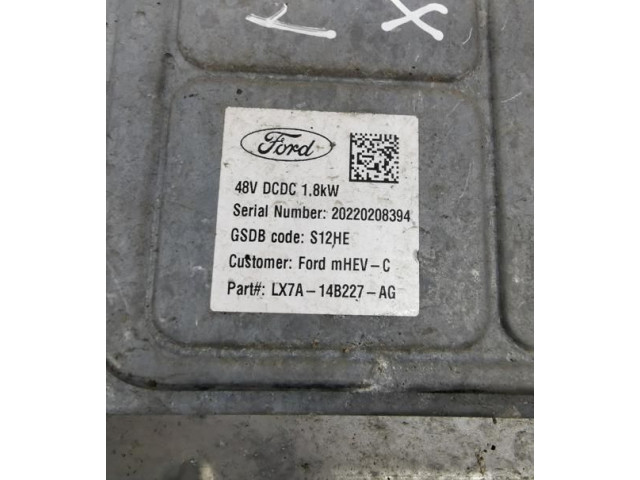 X
Ford
48V DCDC 1.8kW
Serial Number: 20220208394
GSDB code: S12HE
Customer: Ford mHEV-C
Part#: LX7A-14B227-AG